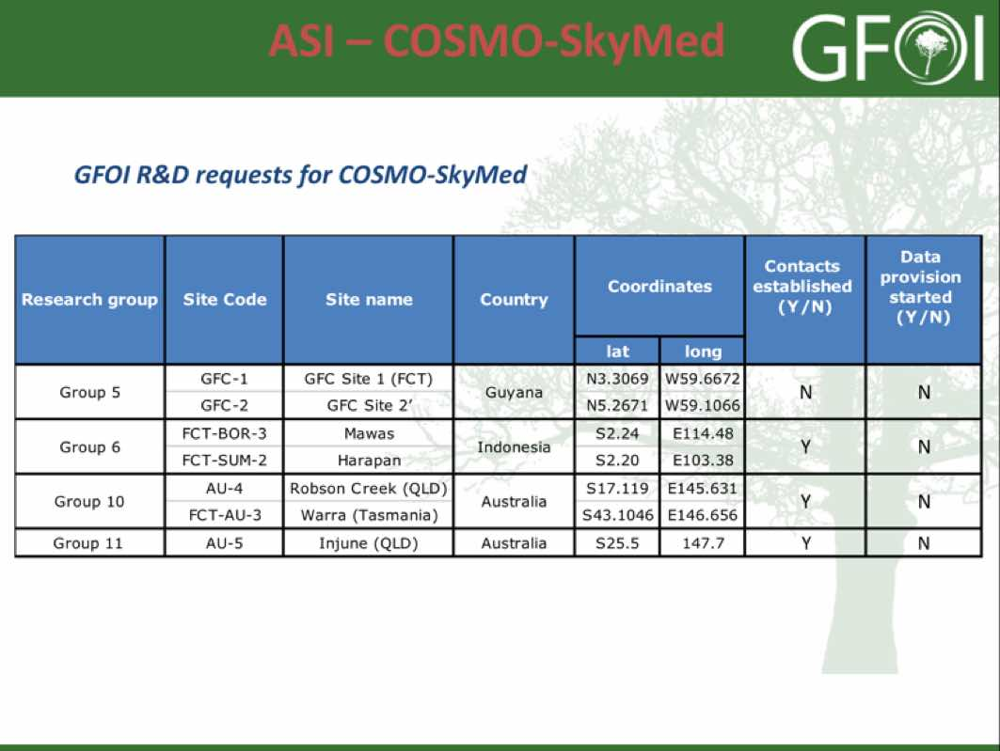 ASI – COSMO-SkyMed
GFOI
GFOI R&D requests for COSMO-SkyMed
Research group Site Code Site name Country Coordinates Contacts established (Y/N) Data provision started (Y/N)
lat long
Group 5 GFC-1 GFC Site 1 (FCT) Guyana N3.3069 W59.6672 N N
GFC-2 GFC Site 2’ N5.2671 W59.1066
Group 6 FCT-BOR-3 Mawas Indonesia S2.24 E114.48 Y N
FCT-SUM-2 Harapan S2.20 E103.38
Group 10 AU-4 Robson Creek (QLD) Australia S17.119 E145.631 Y N
FCT-AU-3 Warra (Tasmania) S43.1046 E146.656
Group 11 AU-5 Injune (QLD) Australia S25.5 147.7 Y N